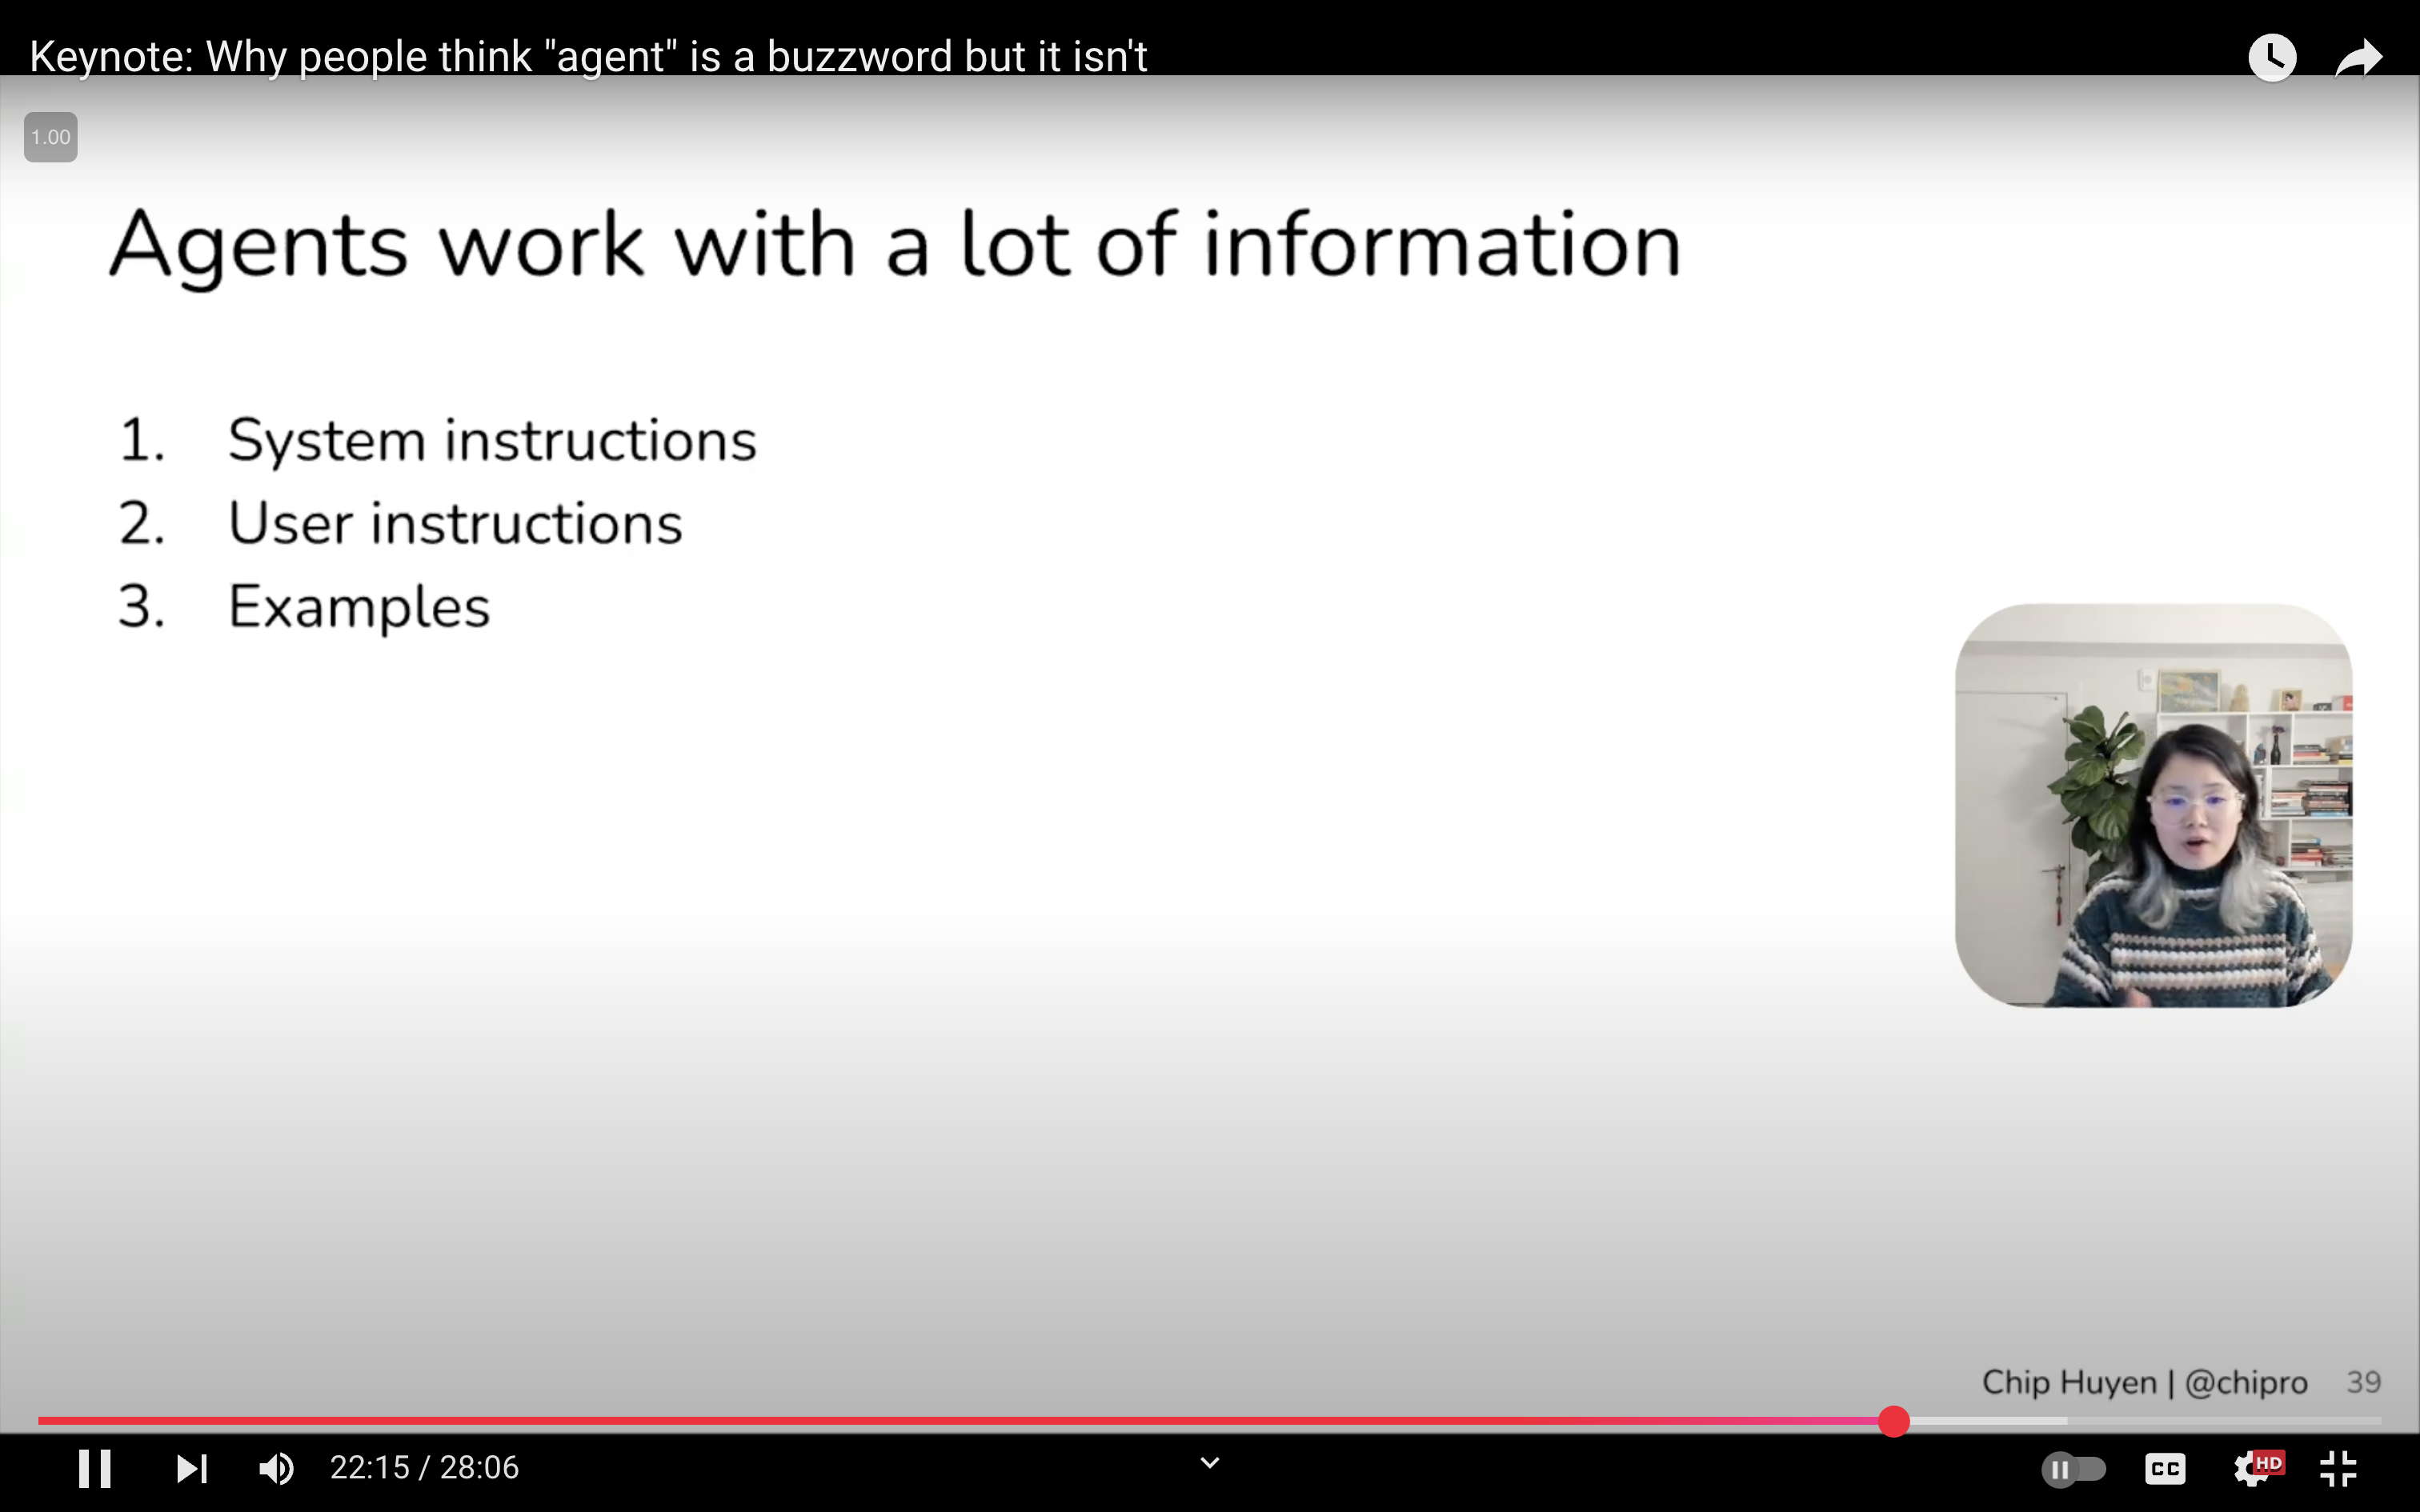 Keynote: Why people think "agent" is a buzzword but it isn't
1.00
Agents work with a lot of information
1. System instructions
2. User instructions
3. Examples
Chip Huyen | @chipro 39
22:15 / 28:06
CC
HD